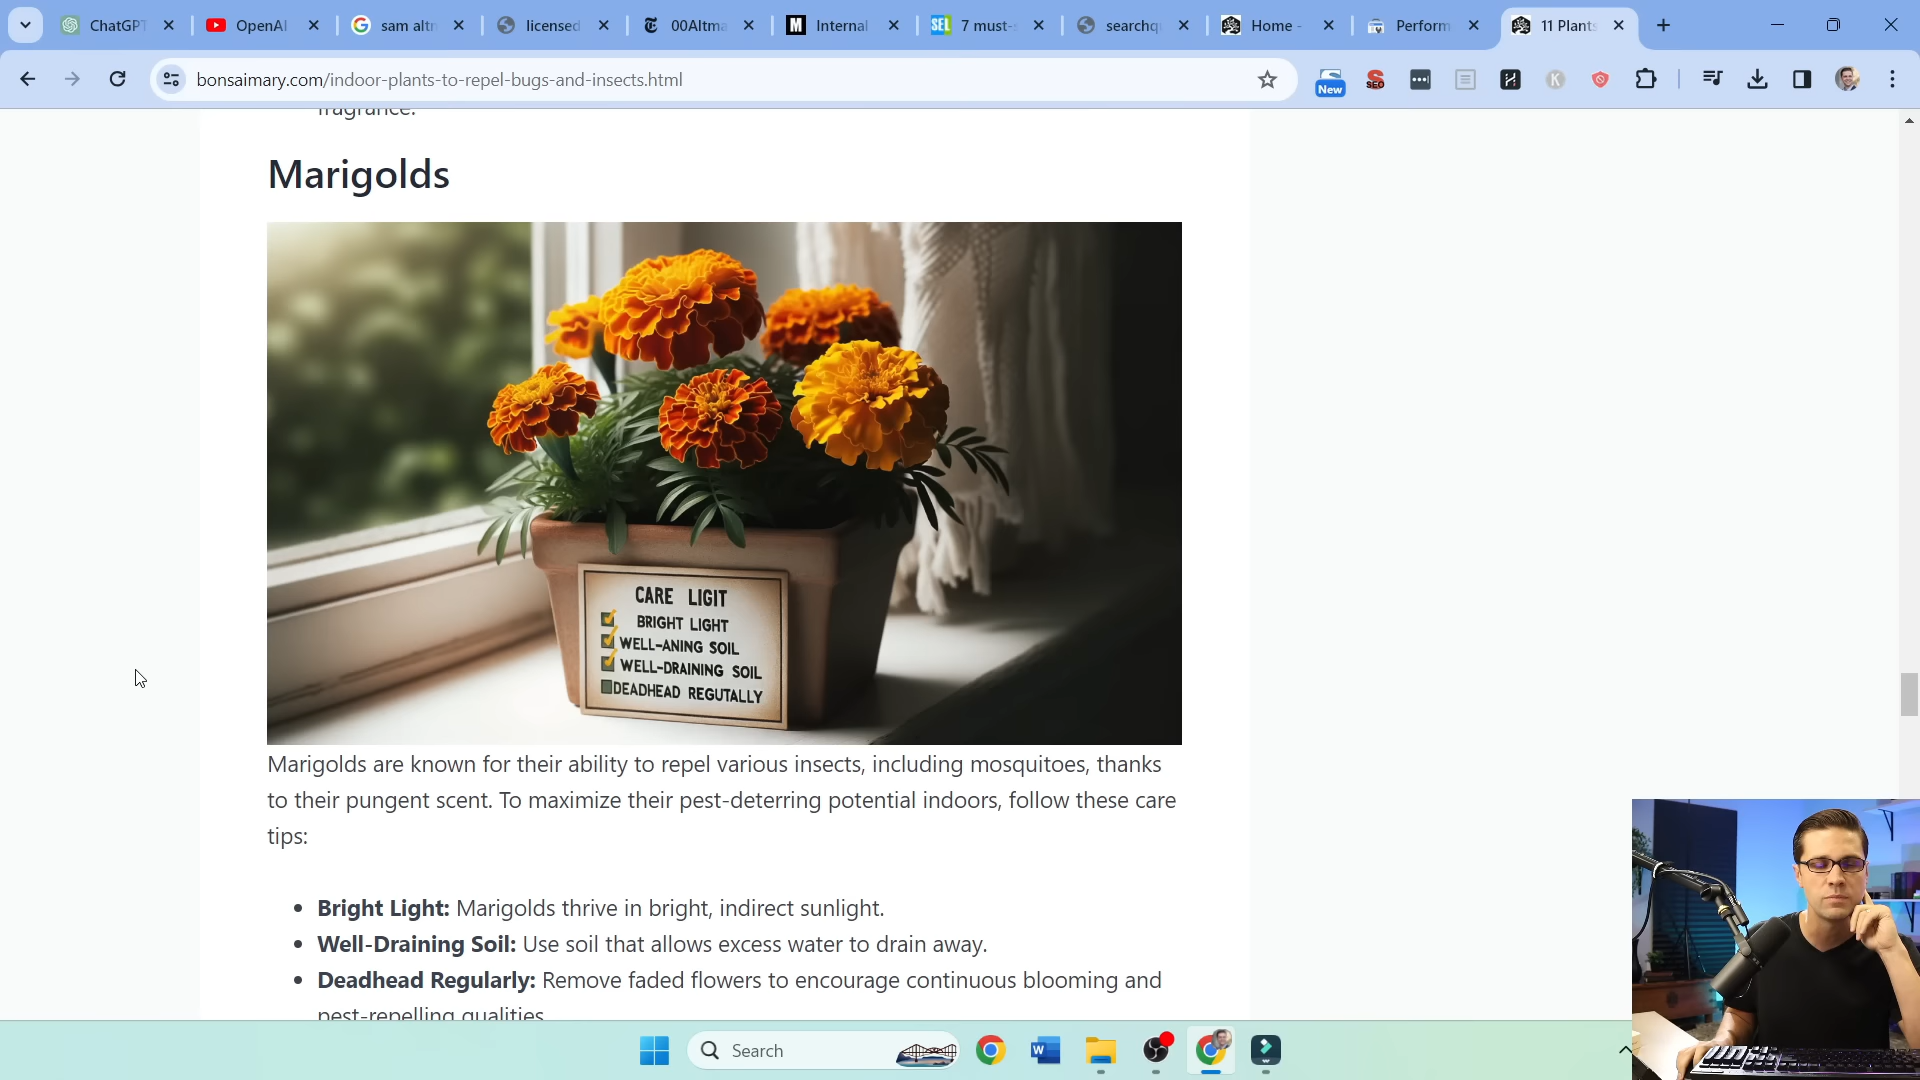 ChatGPT
OpenAI
sam altn
licensed
00Altma
Internal
SEL
7 must-s
searchqu
Home -
Perform
11 Plants
bonsaimary.com/indoor-plants-to-repel-bugs-and-insects.html
New
SEO
K
fragrance.
Marigolds
CARE LIGIT
BRIGHT LIGHT
WELL-ANING SOIL
WELL-DRAINING SOIL
DEADHEAD REGUTALLY
Marigolds are known for their ability to repel various insects, including mosquitoes, thanks
to their pungent scent. To maximize their pest-deterring potential indoors, follow these care
tips:
• Bright Light: Marigolds thrive in bright, indirect sunlight.
• Well-Draining Soil: Use soil that allows excess water to drain away.
• Deadhead Regularly: Remove faded flowers to encourage continuous blooming and
pest-repelling qualities
Search